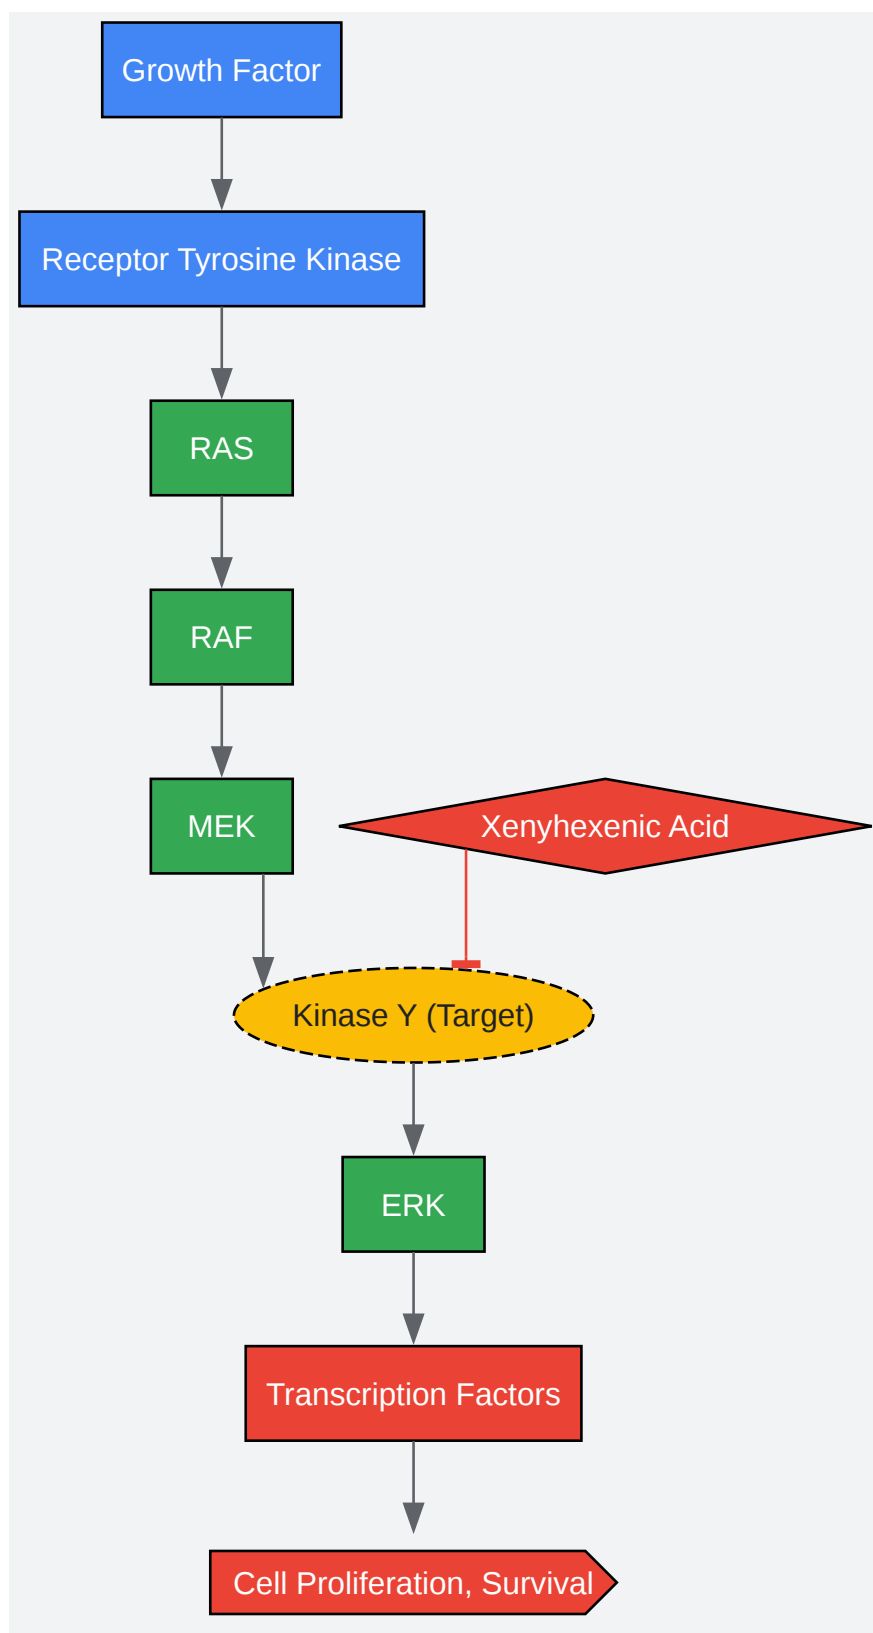 Growth Factor
Receptor Tyrosine Kinase
RAS
RAF
MEK
Xenyhexenic Acid
Kinase Y (Target)
ERK
Transcription Factors
Cell Proliferation, Survival